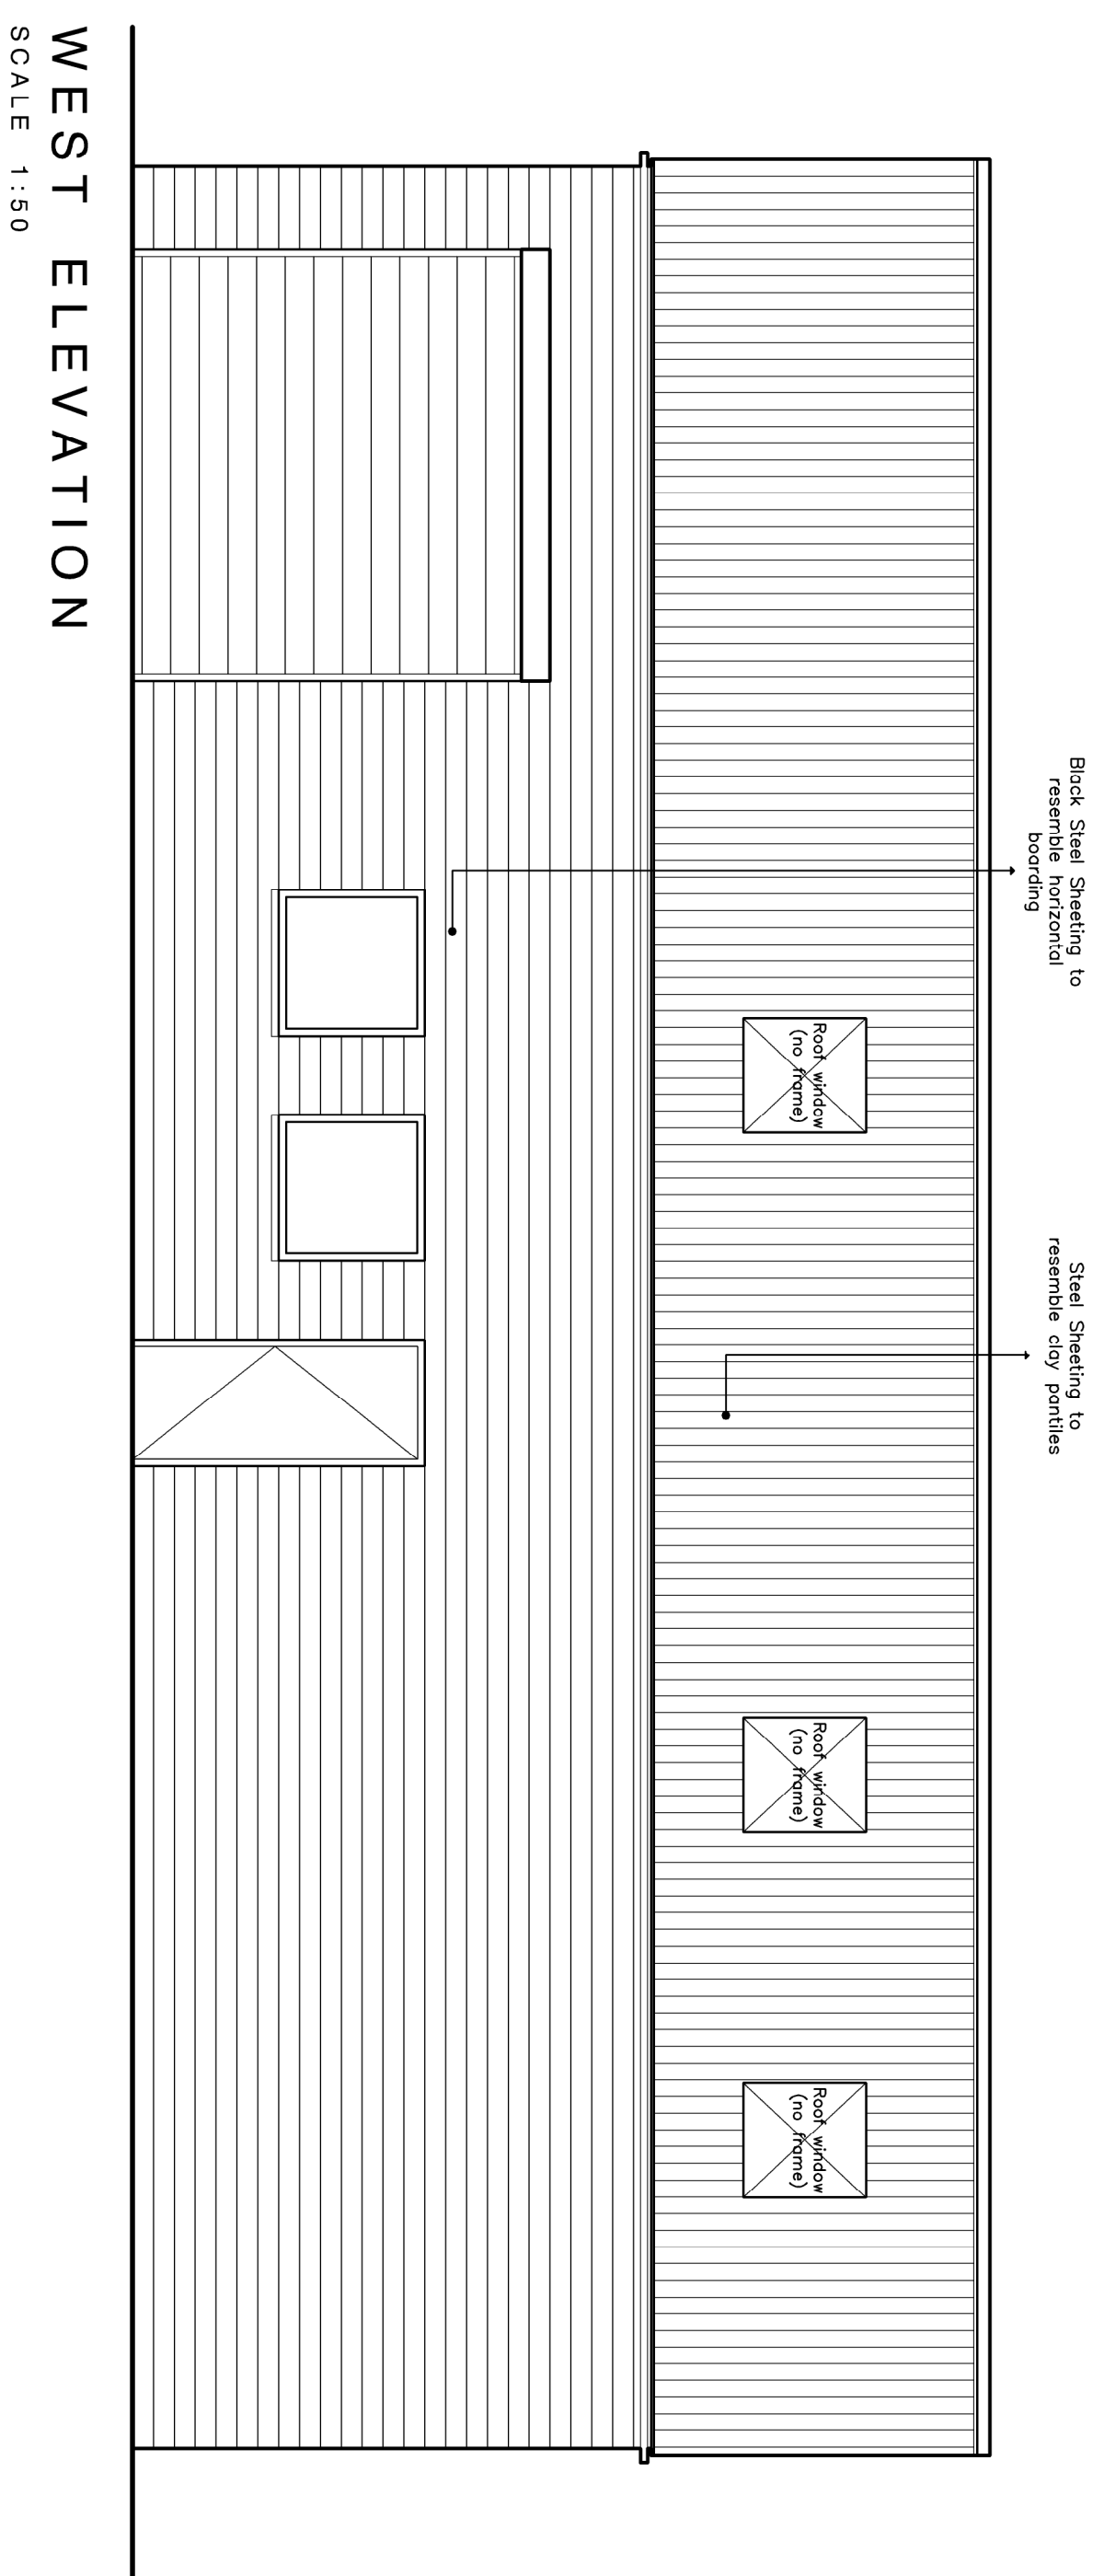 Black Steel Sheeting to
resemble horizontal
boarding
Steel Sheeting to
resemble clay pantiles
Roof window
(no frame)
Roof window
(no frame)
Roof window
(no frame)
WEST ELEVATION
SCALE 1:50